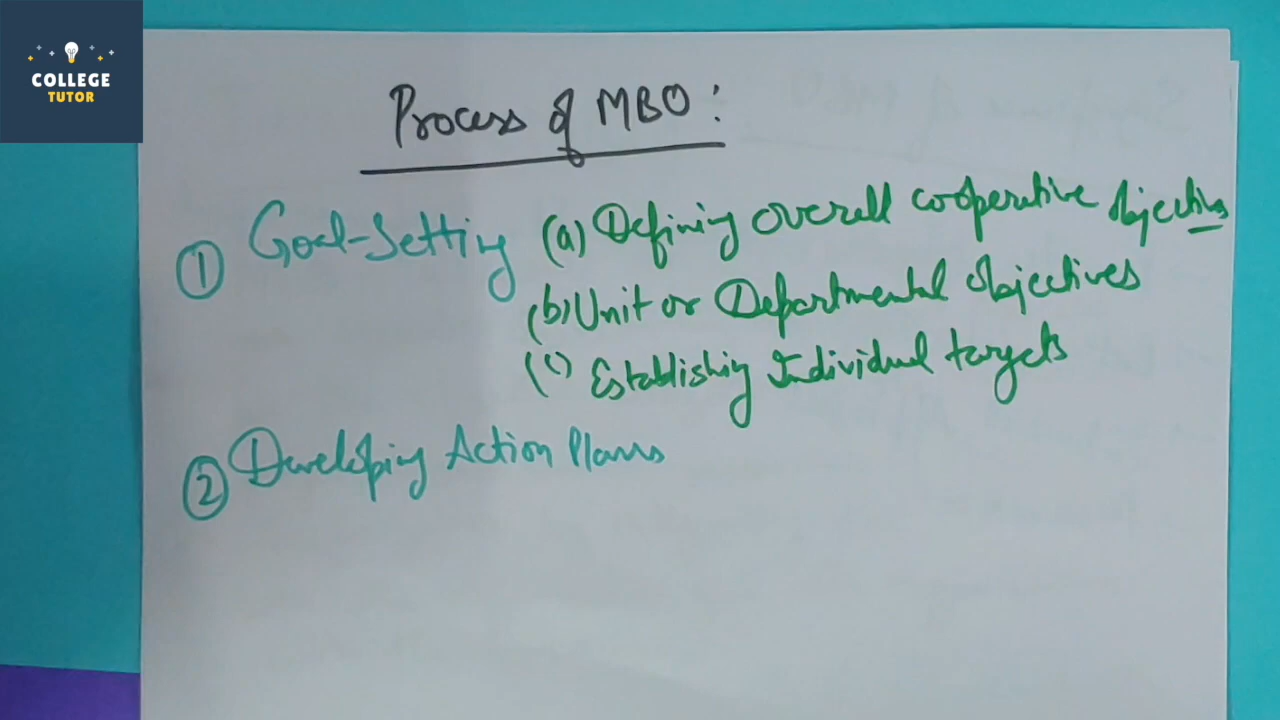 COLLEGE
TUTOR
Process of MBO:
① Goal-Setting (a) Defining overall cooperative objectives
(b) Unit or Departmental objectives
(c) Establishing Individual targets
② Developing Action Plans